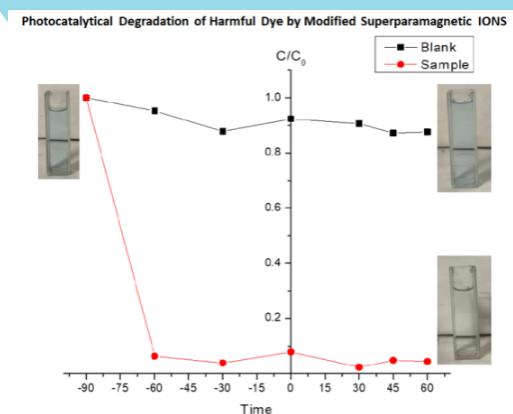 Photocatalytical Degradation of Harmful Dye by Modified Superparamagnetic IONS
Blank
Sample
C/C₀
1.0
0.8
0.6
0.4
0.2
-90 -75 -60 -45 -30 -15 0 15 30 45 60
Time